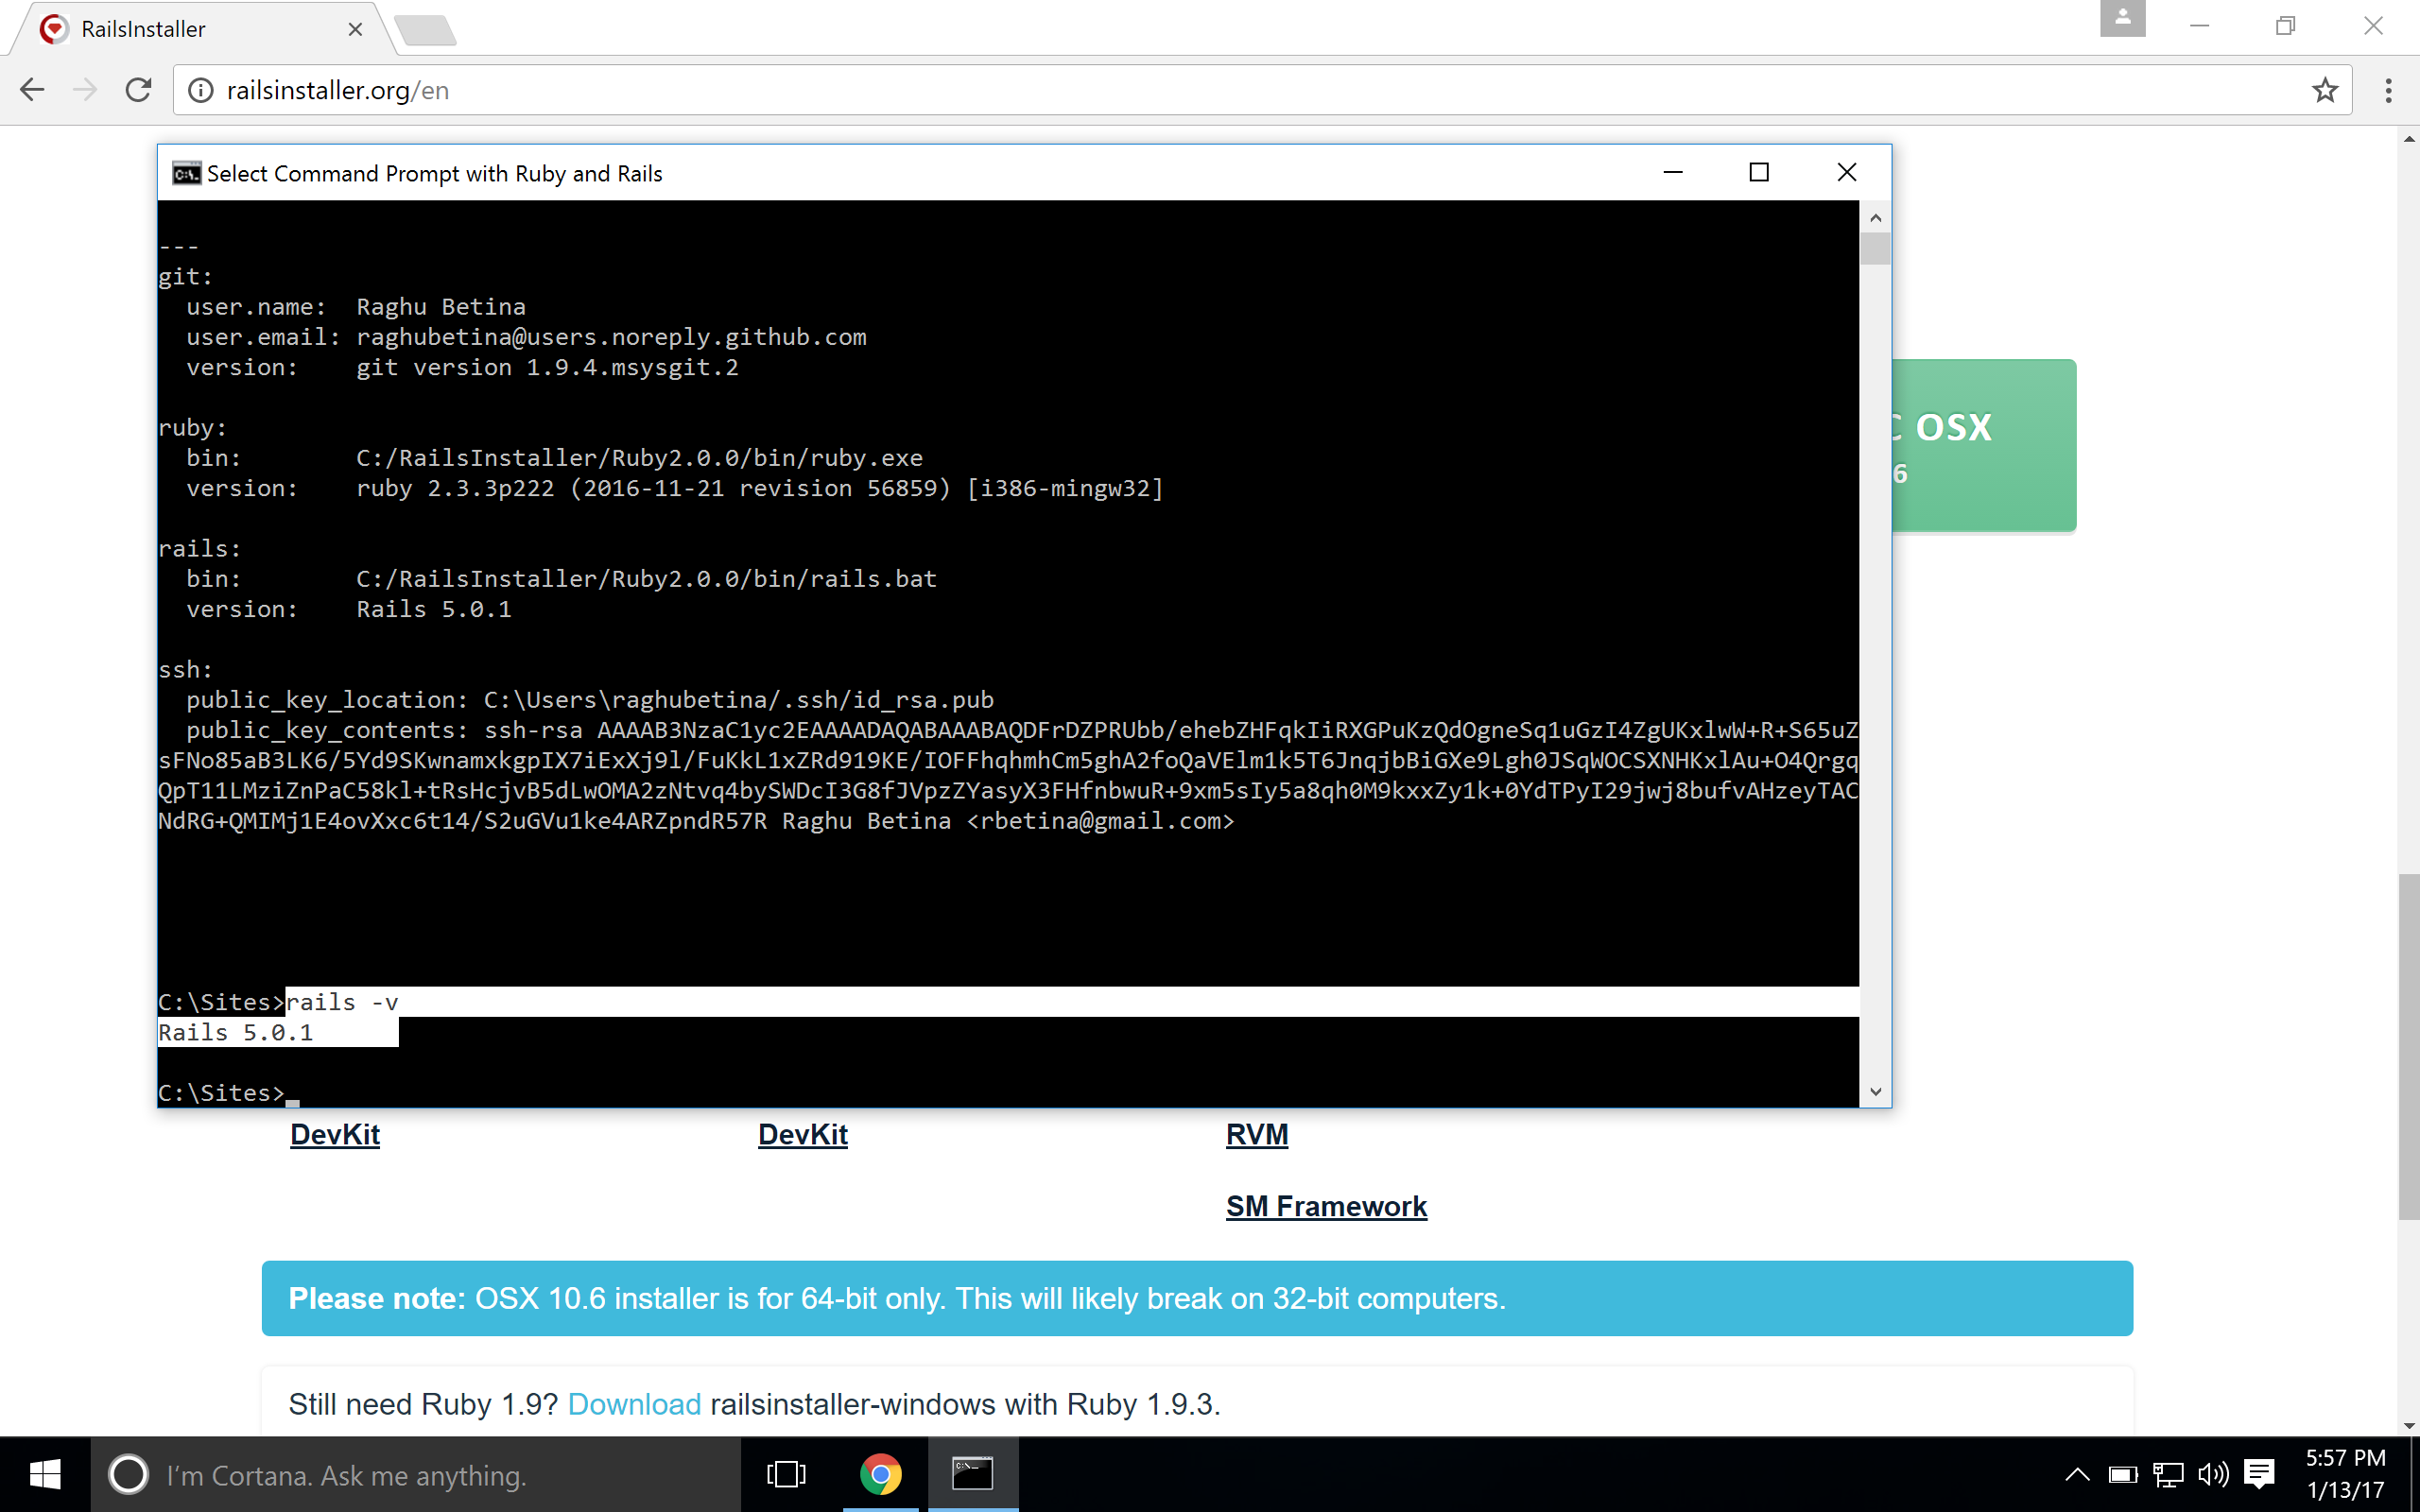 RailsInstaller
railsinstaller.org/en
Select Command Prompt with Ruby and Rails
---
git:
user.name: Raghu Betina
user.email: raghubetina@users.noreply.github.com
version: git version 1.9.4.msysgit.2
ruby:
bin: C:/RailsInstaller/Ruby2.0.0/bin/ruby.exe
version: ruby 2.3.3p222 (2016-11-21 revision 56859) [i386-mingw32]
rails:
bin: C:/RailsInstaller/Ruby2.0.0/bin/rails.bat
version: Rails 5.0.1
ssh:
public_key_location: C:\Users\raghubetina/.ssh/id_rsa.pub
public_key_contents: ssh-rsa AAAAB3NzaC1yc2EAAAADAQABAAABAQDFrDZPRUbb/ehebZHFqkIiRXGPuKzQdOgneSq1uGzI4ZgUKxlwW+R+S65uZ
sFNo85aB3LK6/5Yd9SKwnamxkgpIX7iExXj9l/FuKkL1xZRd919KE/IOFFhqhmhCm5ghA2foQaVElm1k5T6JnqjbBiGXe9Lgh0JSqWOCSXNHKxlAu+O4Qrgq
QpT11LMziZnPaC58kl+tRsHcjvB5dLwOMA2zNtvq4bySWDcI3G8fJVpzZYasyX3FHfnbwuR+9xm5sIy5a8qh0M9kxxZy1k+0YdTPyI29jwj8bufvAHzeyTAC
NdRG+QMIMj1E4ovXxc6t14/S2uGVu1ke4ARZpndR57R Raghu Betina <rbetina@gmail.com>
C:\Sites>rails -v
Rails 5.0.1
C:\Sites>
C OSX
6
DevKit DevKit RVM
SM Framework
Please note: OSX 10.6 installer is for 64-bit only. This will likely break on 32-bit computers.
Still need Ruby 1.9? Download railsinstaller-windows with Ruby 1.9.3.
I'm Cortana. Ask me anything.
5:57 PM
1/13/17